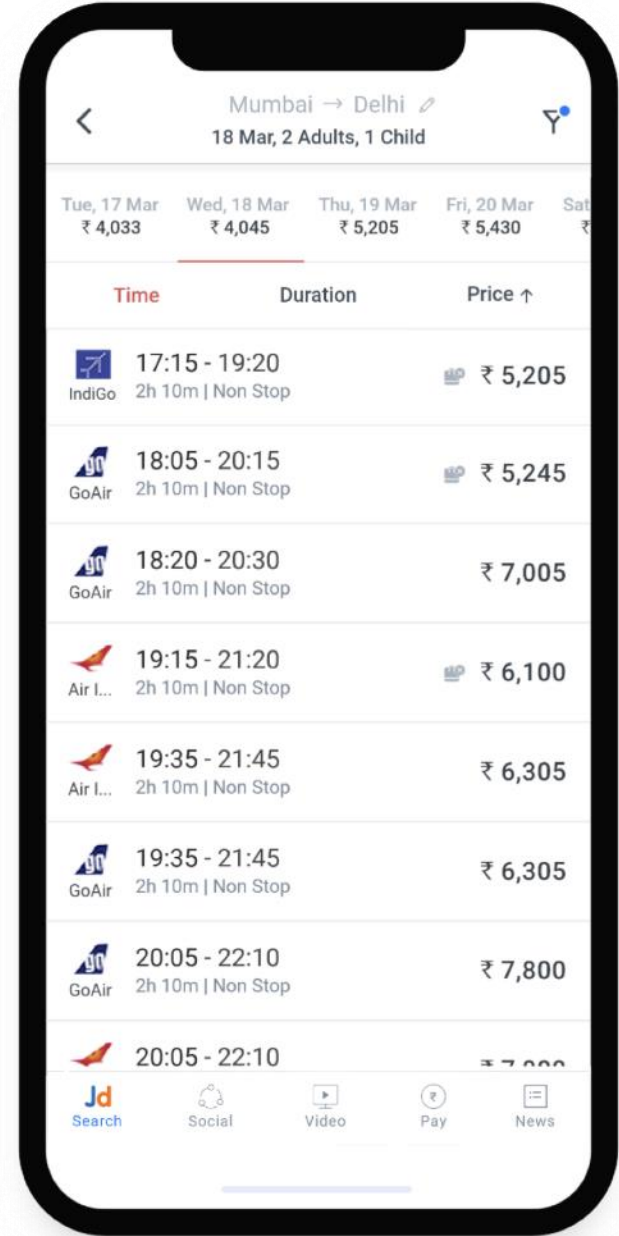 Mumbai → Delhi
18 Mar, 2 Adults, 1 Child
Tue, 17 Mar Wed, 18 Mar Thu, 19 Mar Fri, 20 Mar Sat
₹ 4,033 ₹ 4,045 ₹ 5,205 ₹ 5,430 ₹
Time Duration Price ↑
17:15 - 19:20
IndiGo 2h 10m | Non Stop ₹ 5,205
go 18:05 - 20:15
GoAir 2h 10m | Non Stop ₹ 5,245
go 18:20 - 20:30
GoAir 2h 10m | Non Stop ₹ 7,005
19:15 - 21:20
Air I... 2h 10m | Non Stop ₹ 6,100
19:35 - 21:45
Air I... 2h 10m | Non Stop ₹ 6,305
go 19:35 - 21:45
GoAir 2h 10m | Non Stop ₹ 6,305
go 20:05 - 22:10
GoAir 2h 10m | Non Stop ₹ 7,800
20:05 - 22:10
Jd
Search Social Video Pay News